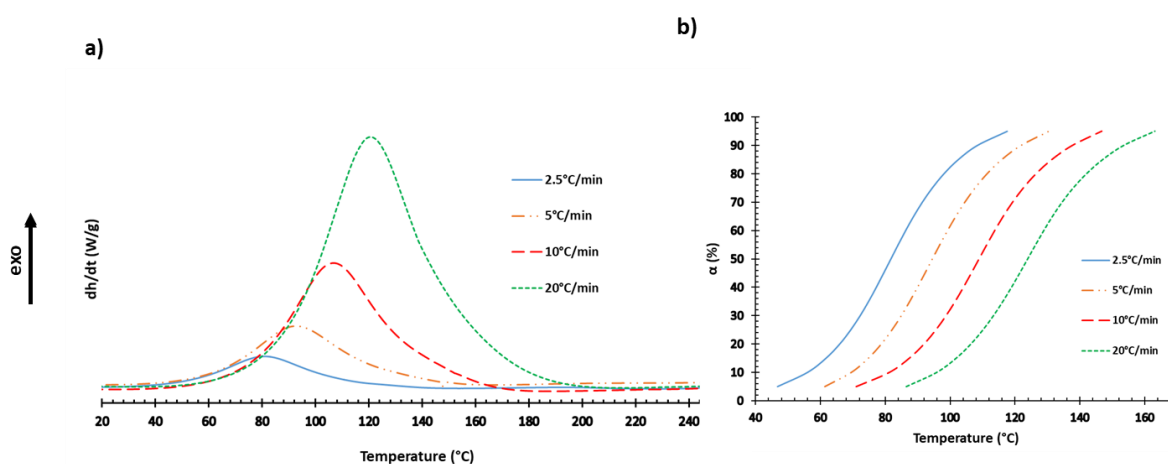 a)
exo
dh/dt (W/g)
2.5°C/min
5°C/min
10°C/min
20°C/min
20 40 60 80 100 120 140 160 180 200 220 240
Temperature (°C)
b)
α (%)
100
90
80
70
60
50
40
30
20
10
0
2.5°C/min
5°C/min
10°C/min
20°C/min
40 60 80 100 120 140 160
Temperature (°C)